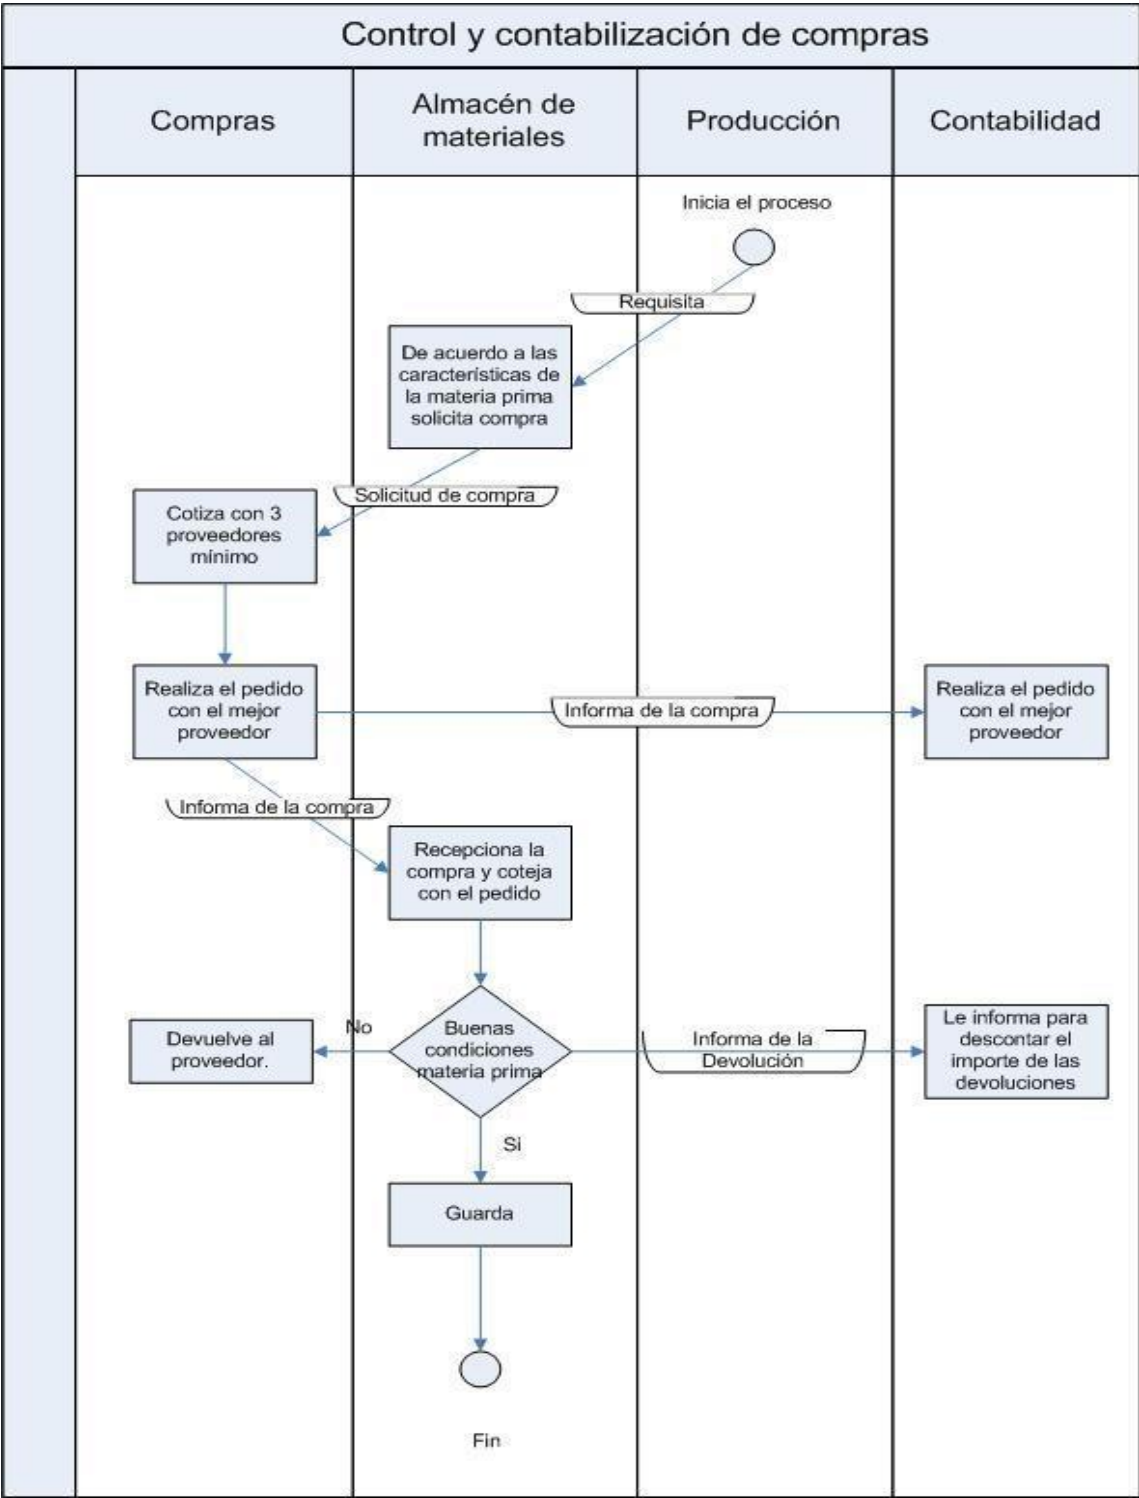 Control y contabilización de compras
Compras
Almacén de
materiales
Producción
Contabilidad
Inicia el proceso
Requisita
De acuerdo a las
características de
la materia prima
solicita compra
Solicitud de compra
Cotiza con 3
proveedores
mínimo
Realiza el pedido
con el mejor
proveedor
Informa de la compra
Realiza el pedido
con el mejor
proveedor
Informa de la compra
Recepciona la
compra y coteja
con el pedido
Devuelve al
proveedor.
No
Buenas
condiciones
materia prima
Informa de la
Devolución
Le informa para
descontar el
importe de las
devoluciones
Si
Guarda
Fin